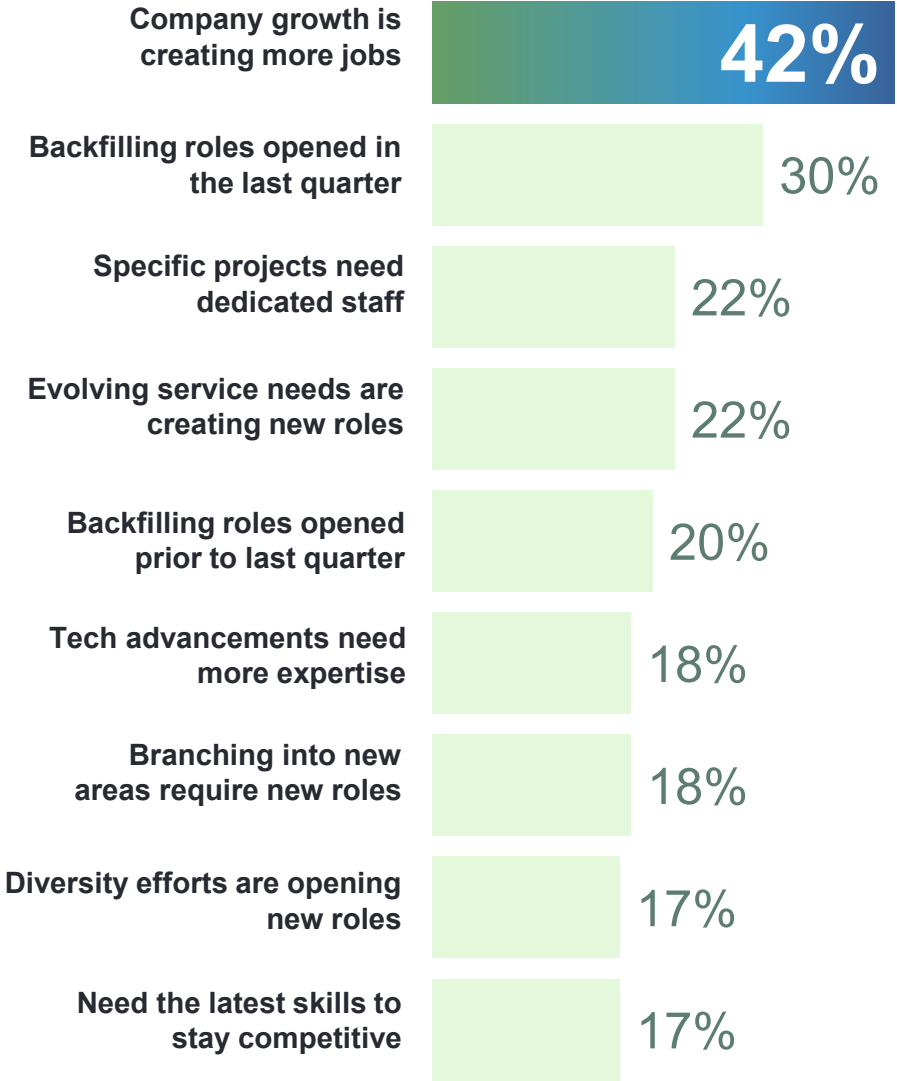 Company growth is
creating more jobs
42%
Backfilling roles opened in
the last quarter
30%
Specific projects need
dedicated staff
22%
Evolving service needs are
creating new roles
22%
Backfilling roles opened
prior to last quarter
20%
Tech advancements need
more expertise
18%
Branching into new
areas require new roles
18%
Diversity efforts are opening
new roles
17%
Need the latest skills to
stay competitive
17%